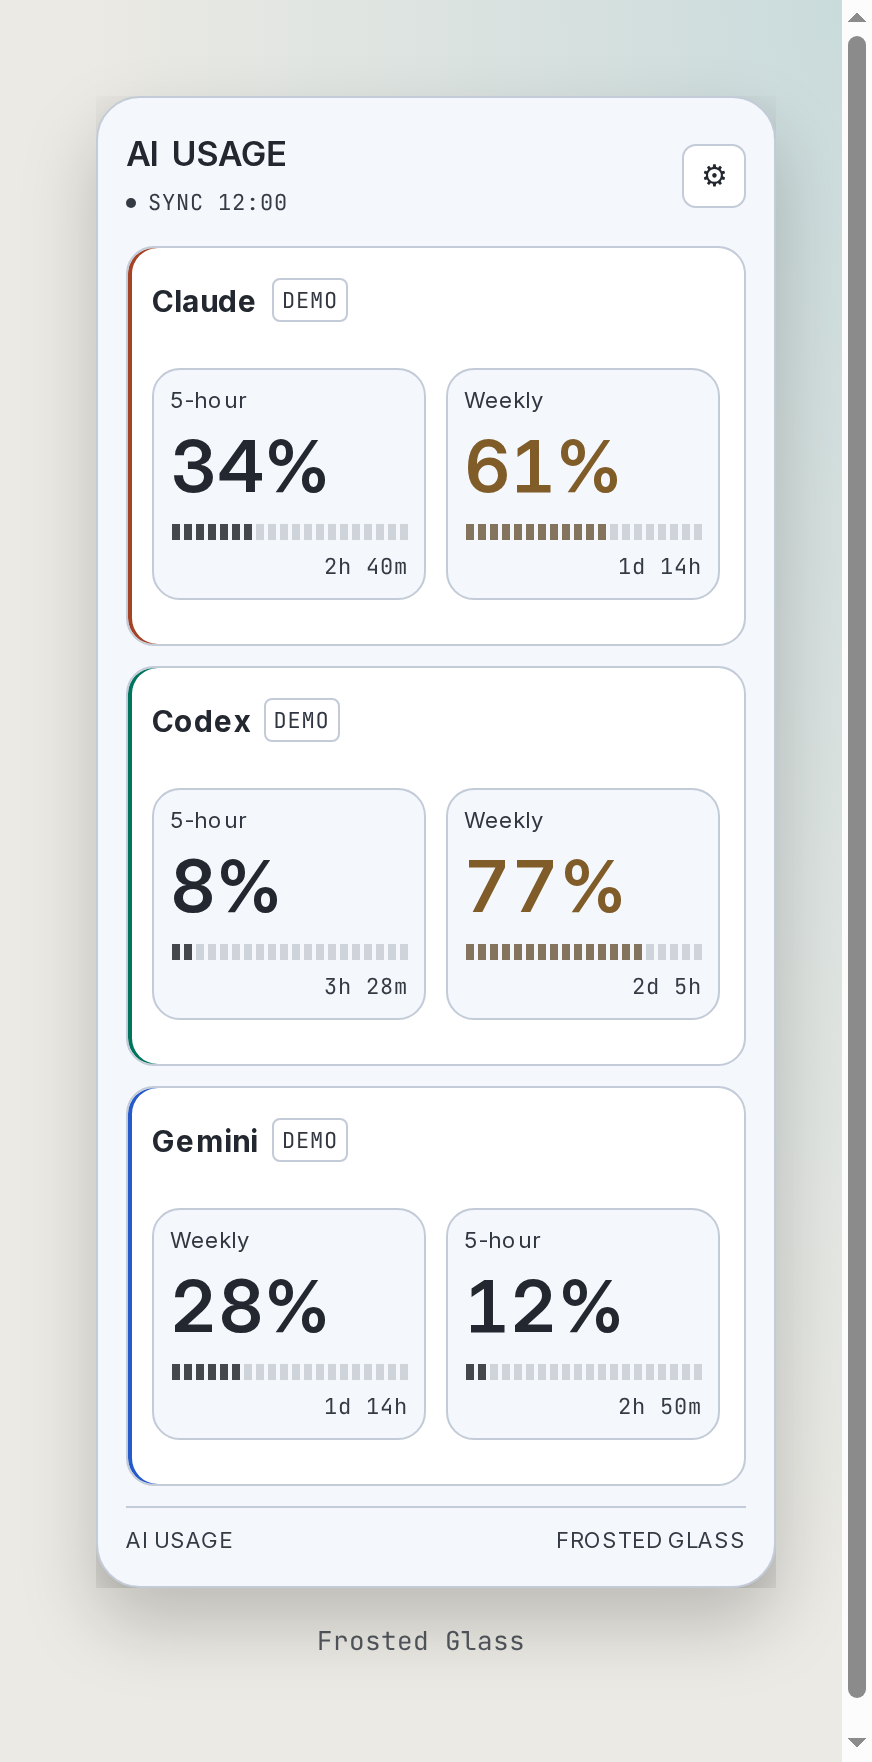 AI USAGE
SYNC 12:00
⚙
Claude DEMO
5-hour Weekly
34% 61%
2h 40m 1d 14h
Codex DEMO
5-hour Weekly
8% 77%
3h 28m 2d 5h
Gemini DEMO
Weekly 5-hour
28% 12%
1d 14h 2h 50m
AI USAGE FROSTED GLASS
Frosted Glass